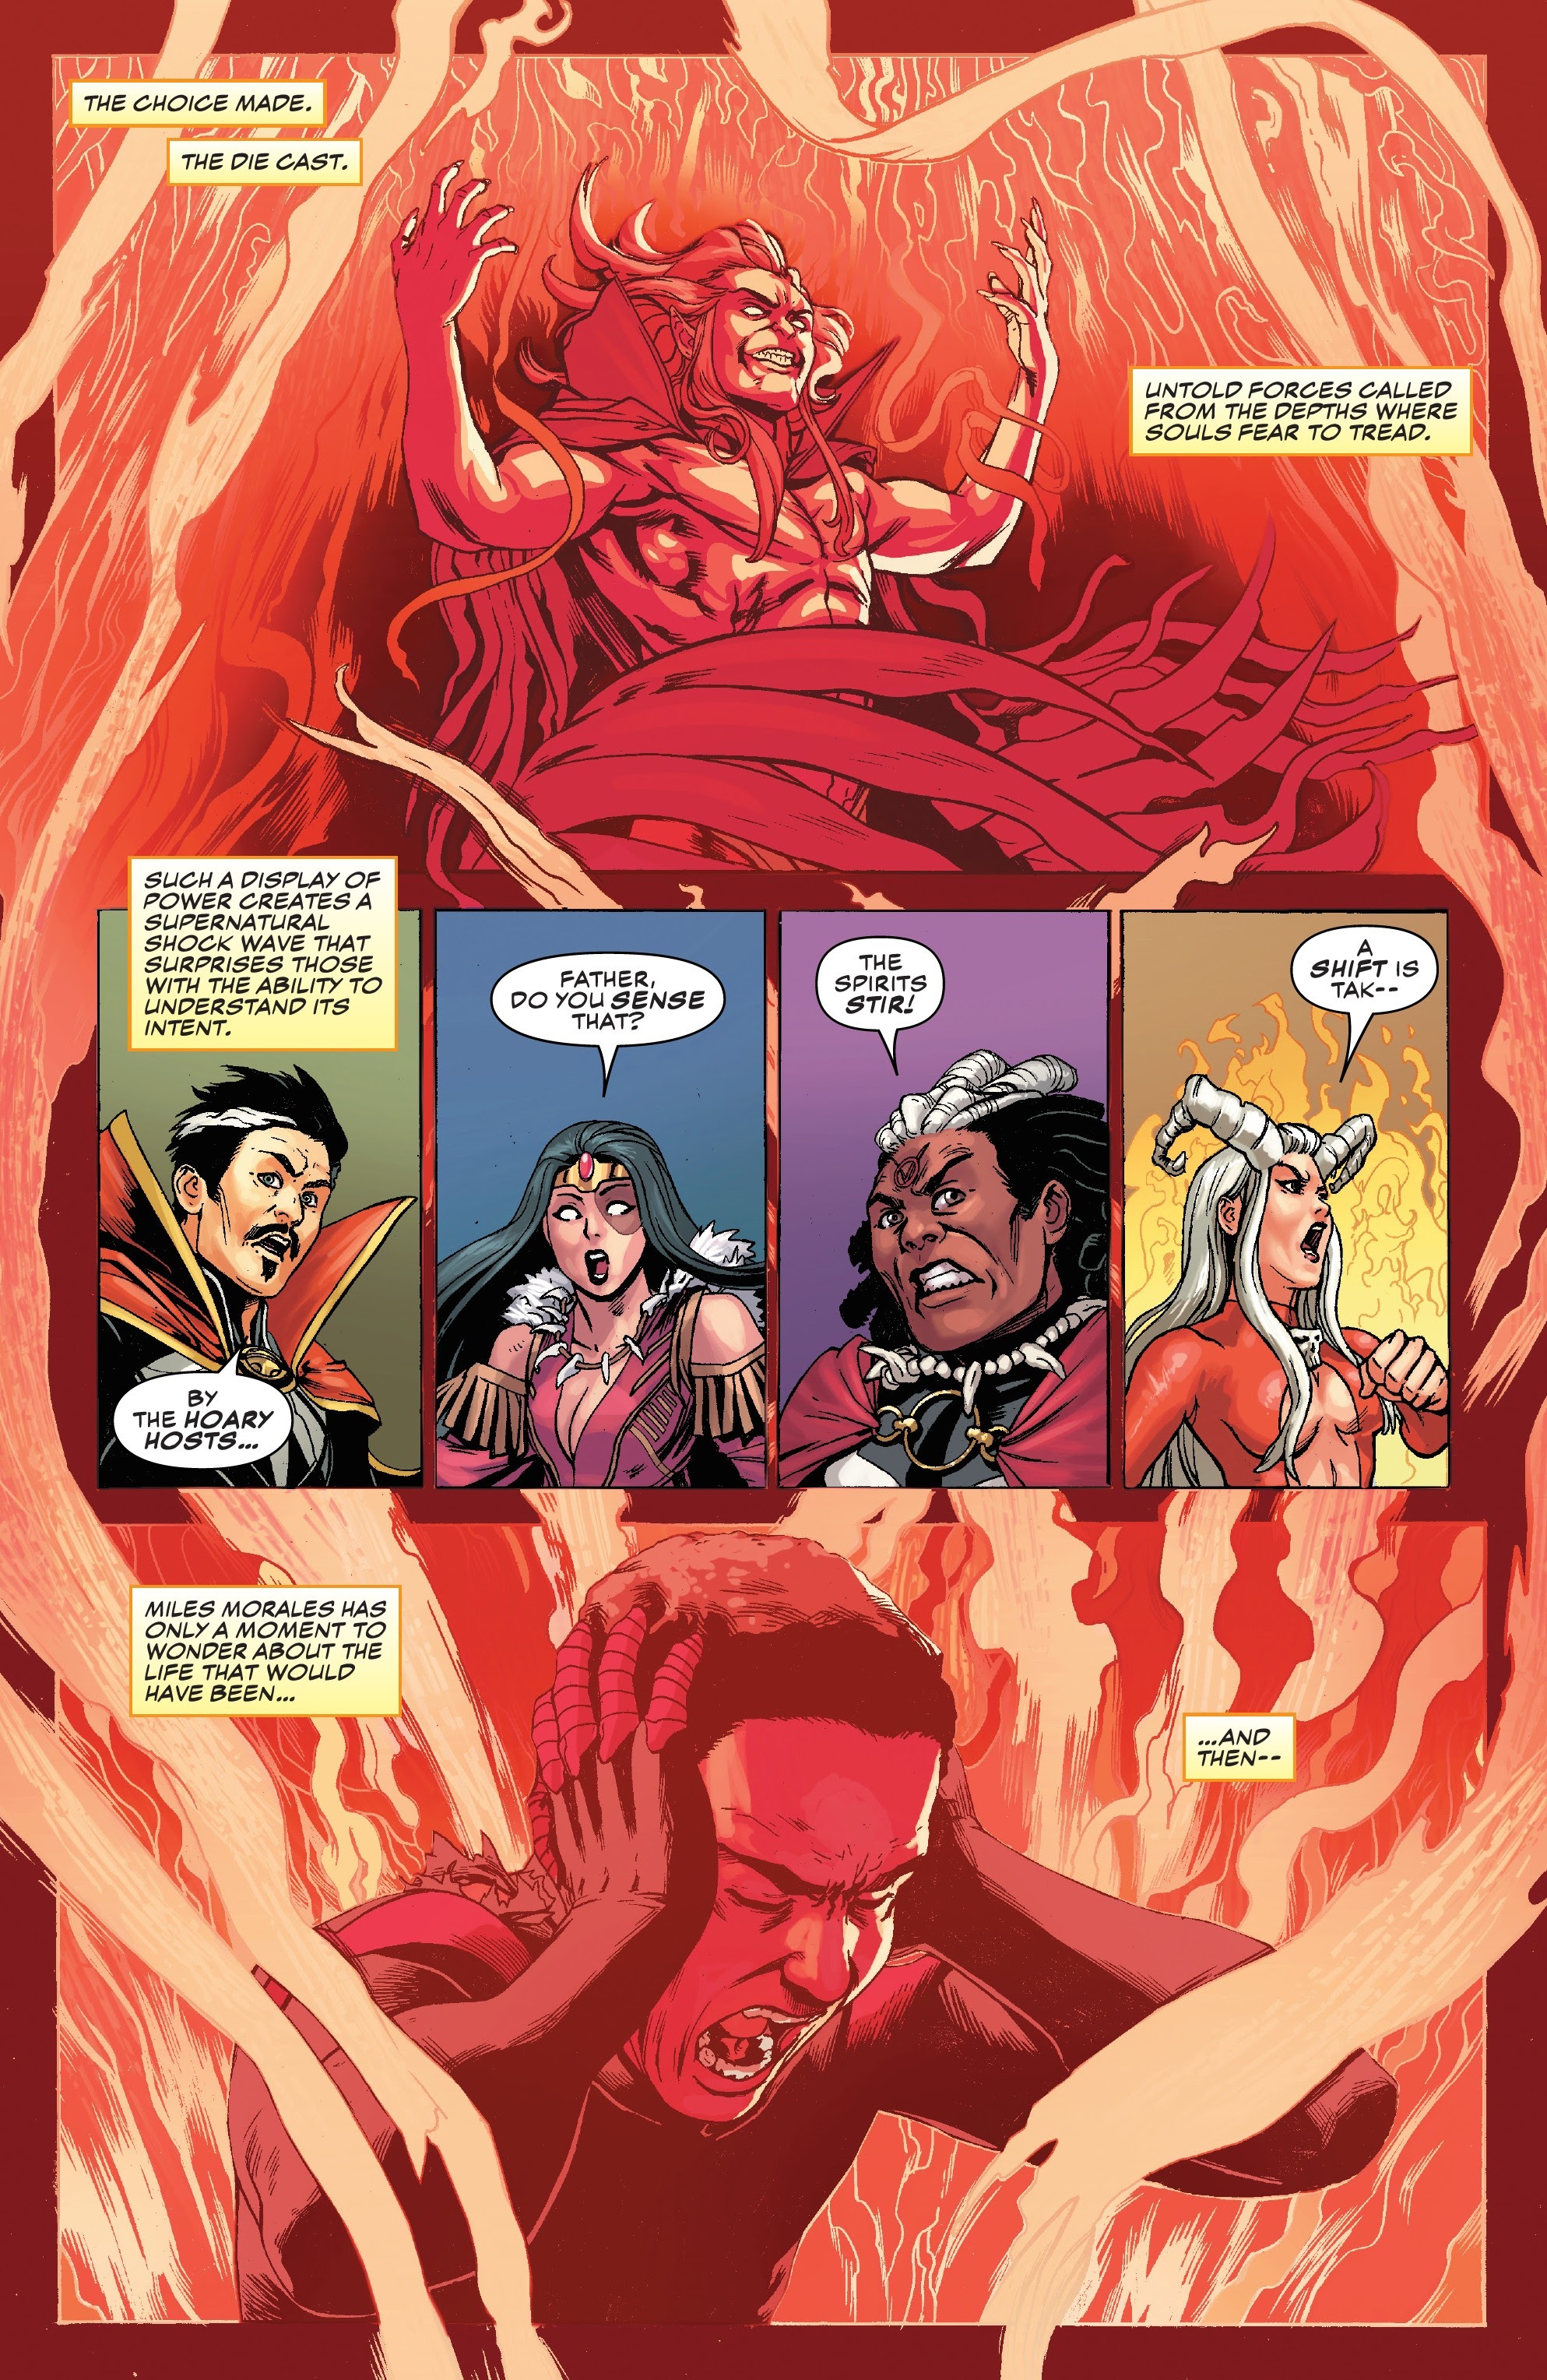 THE CHOICE MADE.
THE DIE CAST.
UNTOLD FORCES CALLED
FROM THE DEPTHS WHERE
SOULS FEAR TO TREAD.
SUCH A DISPLAY OF
POWER CREATES A
SUPERNATURAL
SHOCK WAVE THAT
SURPRISES THOSE
WITH THE ABILITY TO
UNDERSTAND ITS
INTENT.
BY
THE HOARY
HOSTS...
FATHER,
DO YOU SENSE
THAT?
THE
SPIRITS
STIR!
A
SHIFT IS
TAK--
MILES MORALES HAS
ONLY A MOMENT TO
WONDER ABOUT THE
LIFE THAT WOULD
HAVE BEEN...
...AND
THEN--